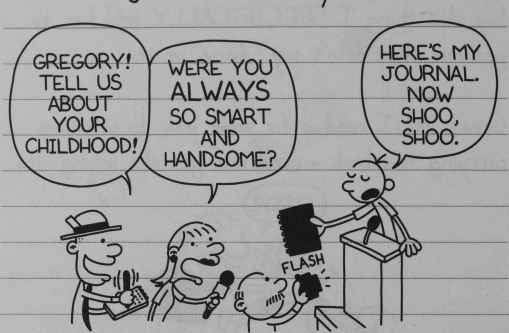 GREGORY!
TELL US
ABOUT
YOUR
CHILDHOOD!
WERE YOU
ALWAYS
SO SMART
AND
HANDSOME?
HERE'S MY
JOURNAL.
NOW
SHOO,
SHOO.
FLASH